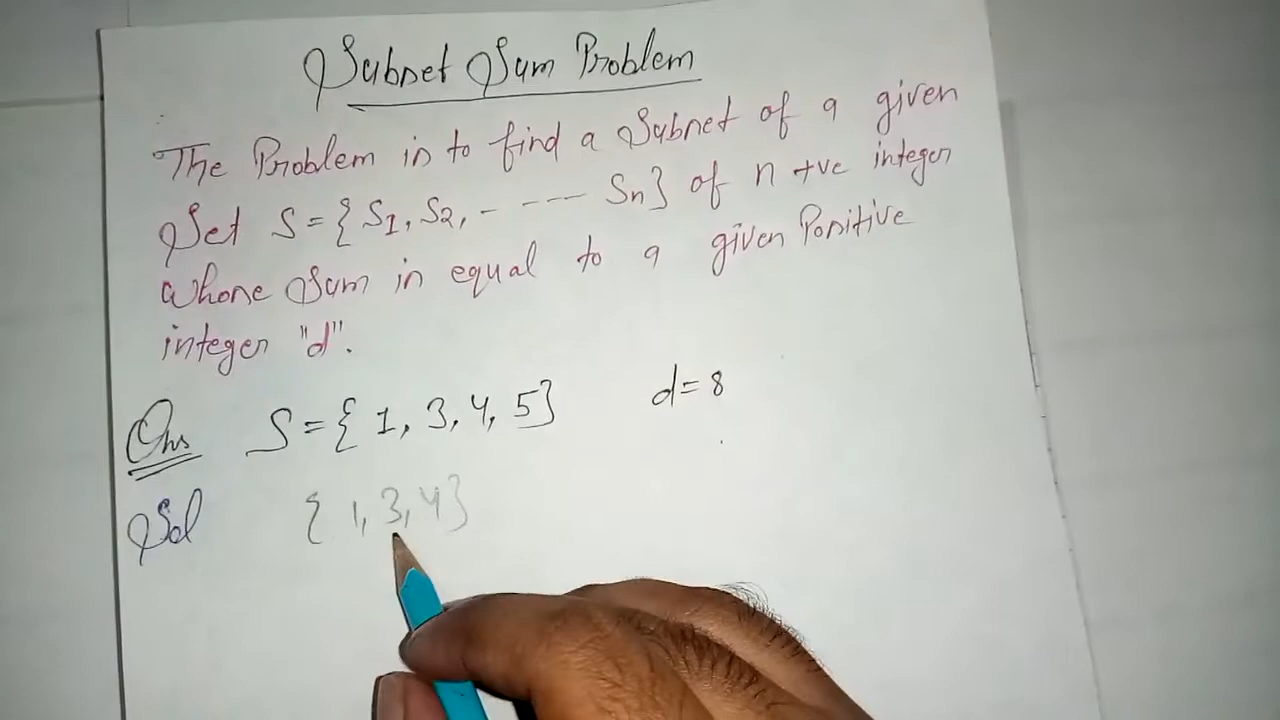 Subset Sum Problem
The Problem is to find a Subset of a given
Set S={S1, S2, - ---- Sn} of n +ve integer
whose Sum is equal to a given Positive
integer "d".
Qns S={ 1, 3, 4, 5} d=8
Sol { 1, 3, 4}